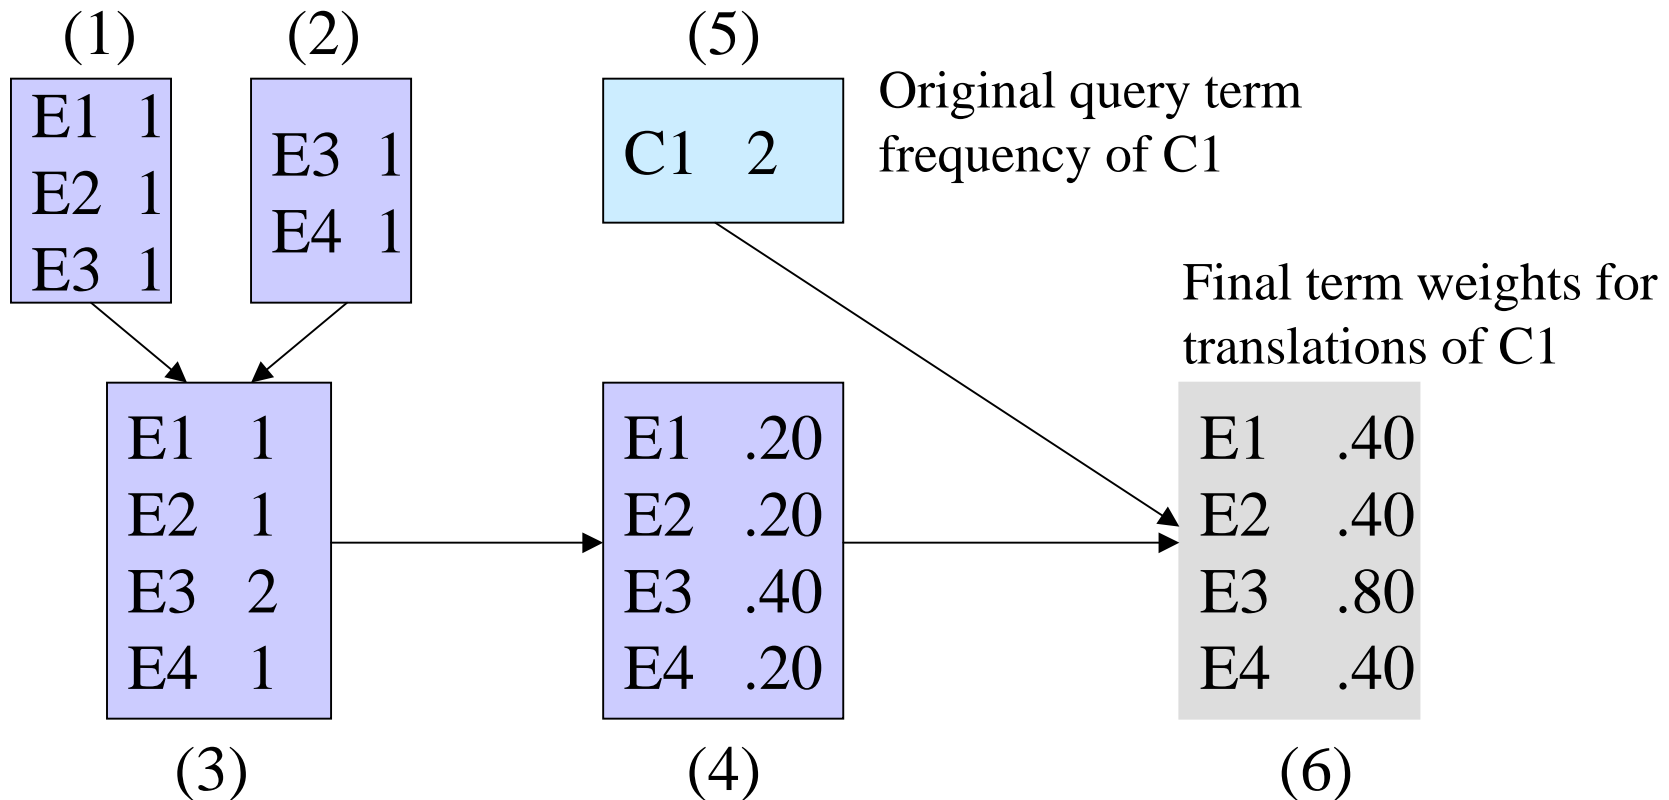 (1)
(2)
(5)
E1 1
E2 1
E3 1
E3 1
E4 1
C1 2
Original query term
frequency of C1
Final term weights for
translations of C1
E1 1
E2 1
E3 2
E4 1
E1 .20
E2 .20
E3 .40
E4 .20
E1 .40
E2 .40
E3 .80
E4 .40
(3)
(4)
(6)